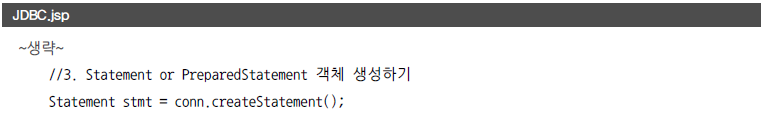 JDBC.jsp
~생략~
//3. Statement or PreparedStatement 객체 생성하기
Statement stmt = conn.createStatement();